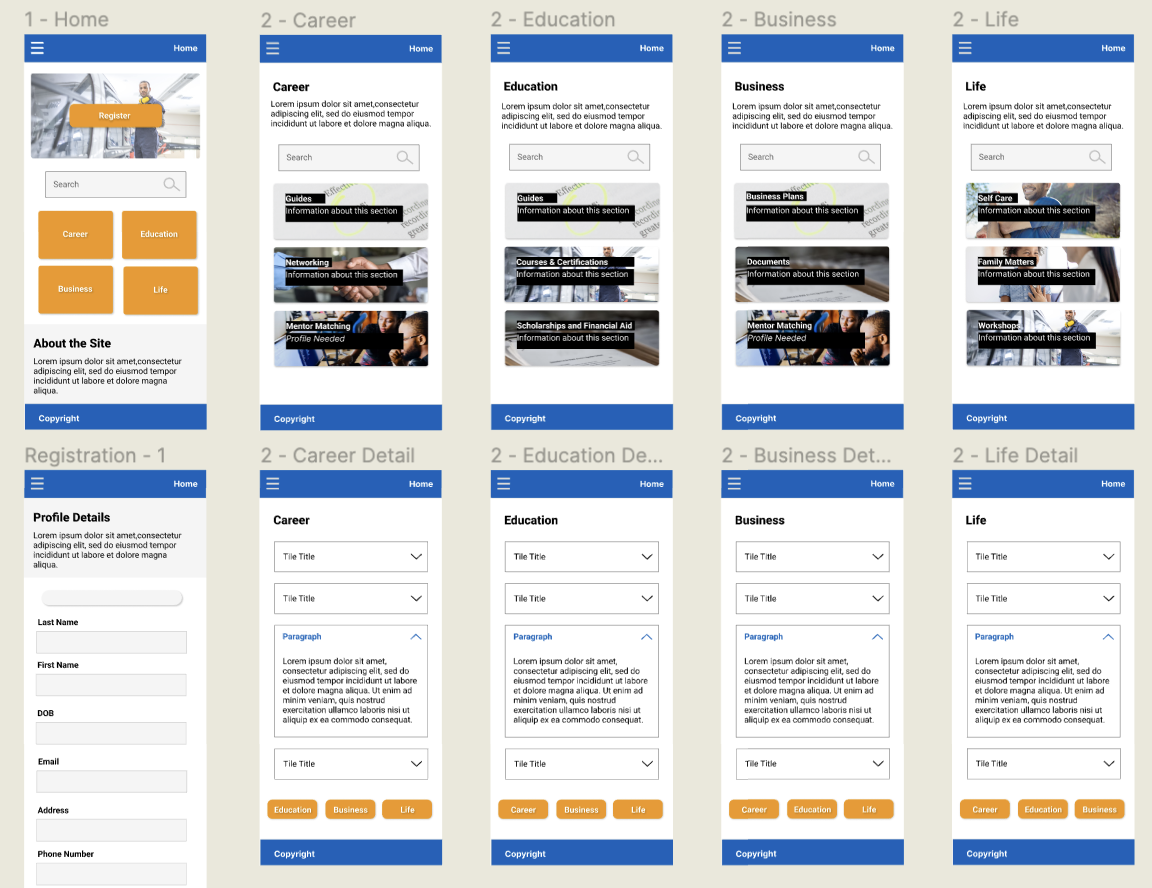 1 - Home
Home
Register
Search
Career
Education
Business
Life
About the Site
Lorem ipsum dolor sit amet,consectetur
adipiscing elit, sed do eiusmod tempor
incididunt ut labore et dolore magna
aliqua.
Copyright
2 - Career
Home
Career
Lorem ipsum dolor sit amet,consectetur
adipiscing elit, sed do eiusmod tempor
incididunt ut labore et dolore magna aliqua.
Search
Effective
Guides
Information about this section
recording
greate
Networking
Information about this section
Mentor Matching
Profile Needed
Copyright
2 - Education
Home
Education
Lorem ipsum dolor sit amet,consectetur
adipiscing elit, sed do eiusmod tempor
incididunt ut labore et dolore magna aliqua.
Search
Effective
Guides
Information about this section
recording
greate
Courses & Certifications
Information about this section
Scholarships and Financial Aid
Information about this section
Copyright
2 - Business
Home
Business
Lorem ipsum dolor sit amet,consectetur
adipiscing elit, sed do eiusmod tempor
incididunt ut labore et dolore magna aliqua.
Search
Effective
Business Plans
Information about this section
recording
greate
Documents
Information about this section
Mentor Matching
Profile Needed
Copyright
2 - Life
Home
Life
Lorem ipsum dolor sit amet,consectetur
adipiscing elit, sed do eiusmod tempor
incididunt ut labore et dolore magna aliqua.
Search
Self Care
Information about this section
Family Matters
Information about this section
Workshops
Information about this section
Copyright
Registration - 1
Home
Profile Details
Lorem ipsum dolor sit amet,consectetur
adipiscing elit, sed do eiusmod tempor
incididunt ut labore et dolore magna
aliqua.
Last Name
First Name
DOB
Email
Address
Phone Number
2 - Career Detail
Home
Career
Tile Title
Tile Title
Paragraph
Lorem ipsum dolor sit amet,
consectetur adipiscing elit, sed do
eiusmod tempor incididunt ut labore
et dolore magna aliqua. Ut enim ad
minim veniam, quis nostrud
exercitation ullamco laboris nisi ut
aliquip ex ea commodo consequat.
Tile Title
Education
Business
Life
Copyright
2 - Education De...
Home
Education
Tile Title
Tile Title
Paragraph
Lorem ipsum dolor sit amet,
consectetur adipiscing elit, sed do
eiusmod tempor incididunt ut labore
et dolore magna aliqua. Ut enim ad
minim veniam, quis nostrud
exercitation ullamco laboris nisi ut
aliquip ex ea commodo consequat.
Tile Title
Career
Business
Life
Copyright
2 - Business Det...
Home
Business
Tile Title
Tile Title
Paragraph
Lorem ipsum dolor sit amet,
consectetur adipiscing elit, sed do
eiusmod tempor incididunt ut labore
et dolore magna aliqua. Ut enim ad
minim veniam, quis nostrud
exercitation ullamco laboris nisi ut
aliquip ex ea commodo consequat.
Tile Title
Career
Education
Life
Copyright
2 - Life Detail
Home
Life
Tile Title
Tile Title
Paragraph
Lorem ipsum dolor sit amet,
consectetur adipiscing elit, sed do
eiusmod tempor incididunt ut labore
et dolore magna aliqua. Ut enim ad
minim veniam, quis nostrud
exercitation ullamco laboris nisi ut
aliquip ex ea commodo consequat.
Tile Title
Career
Education
Business
Copyright